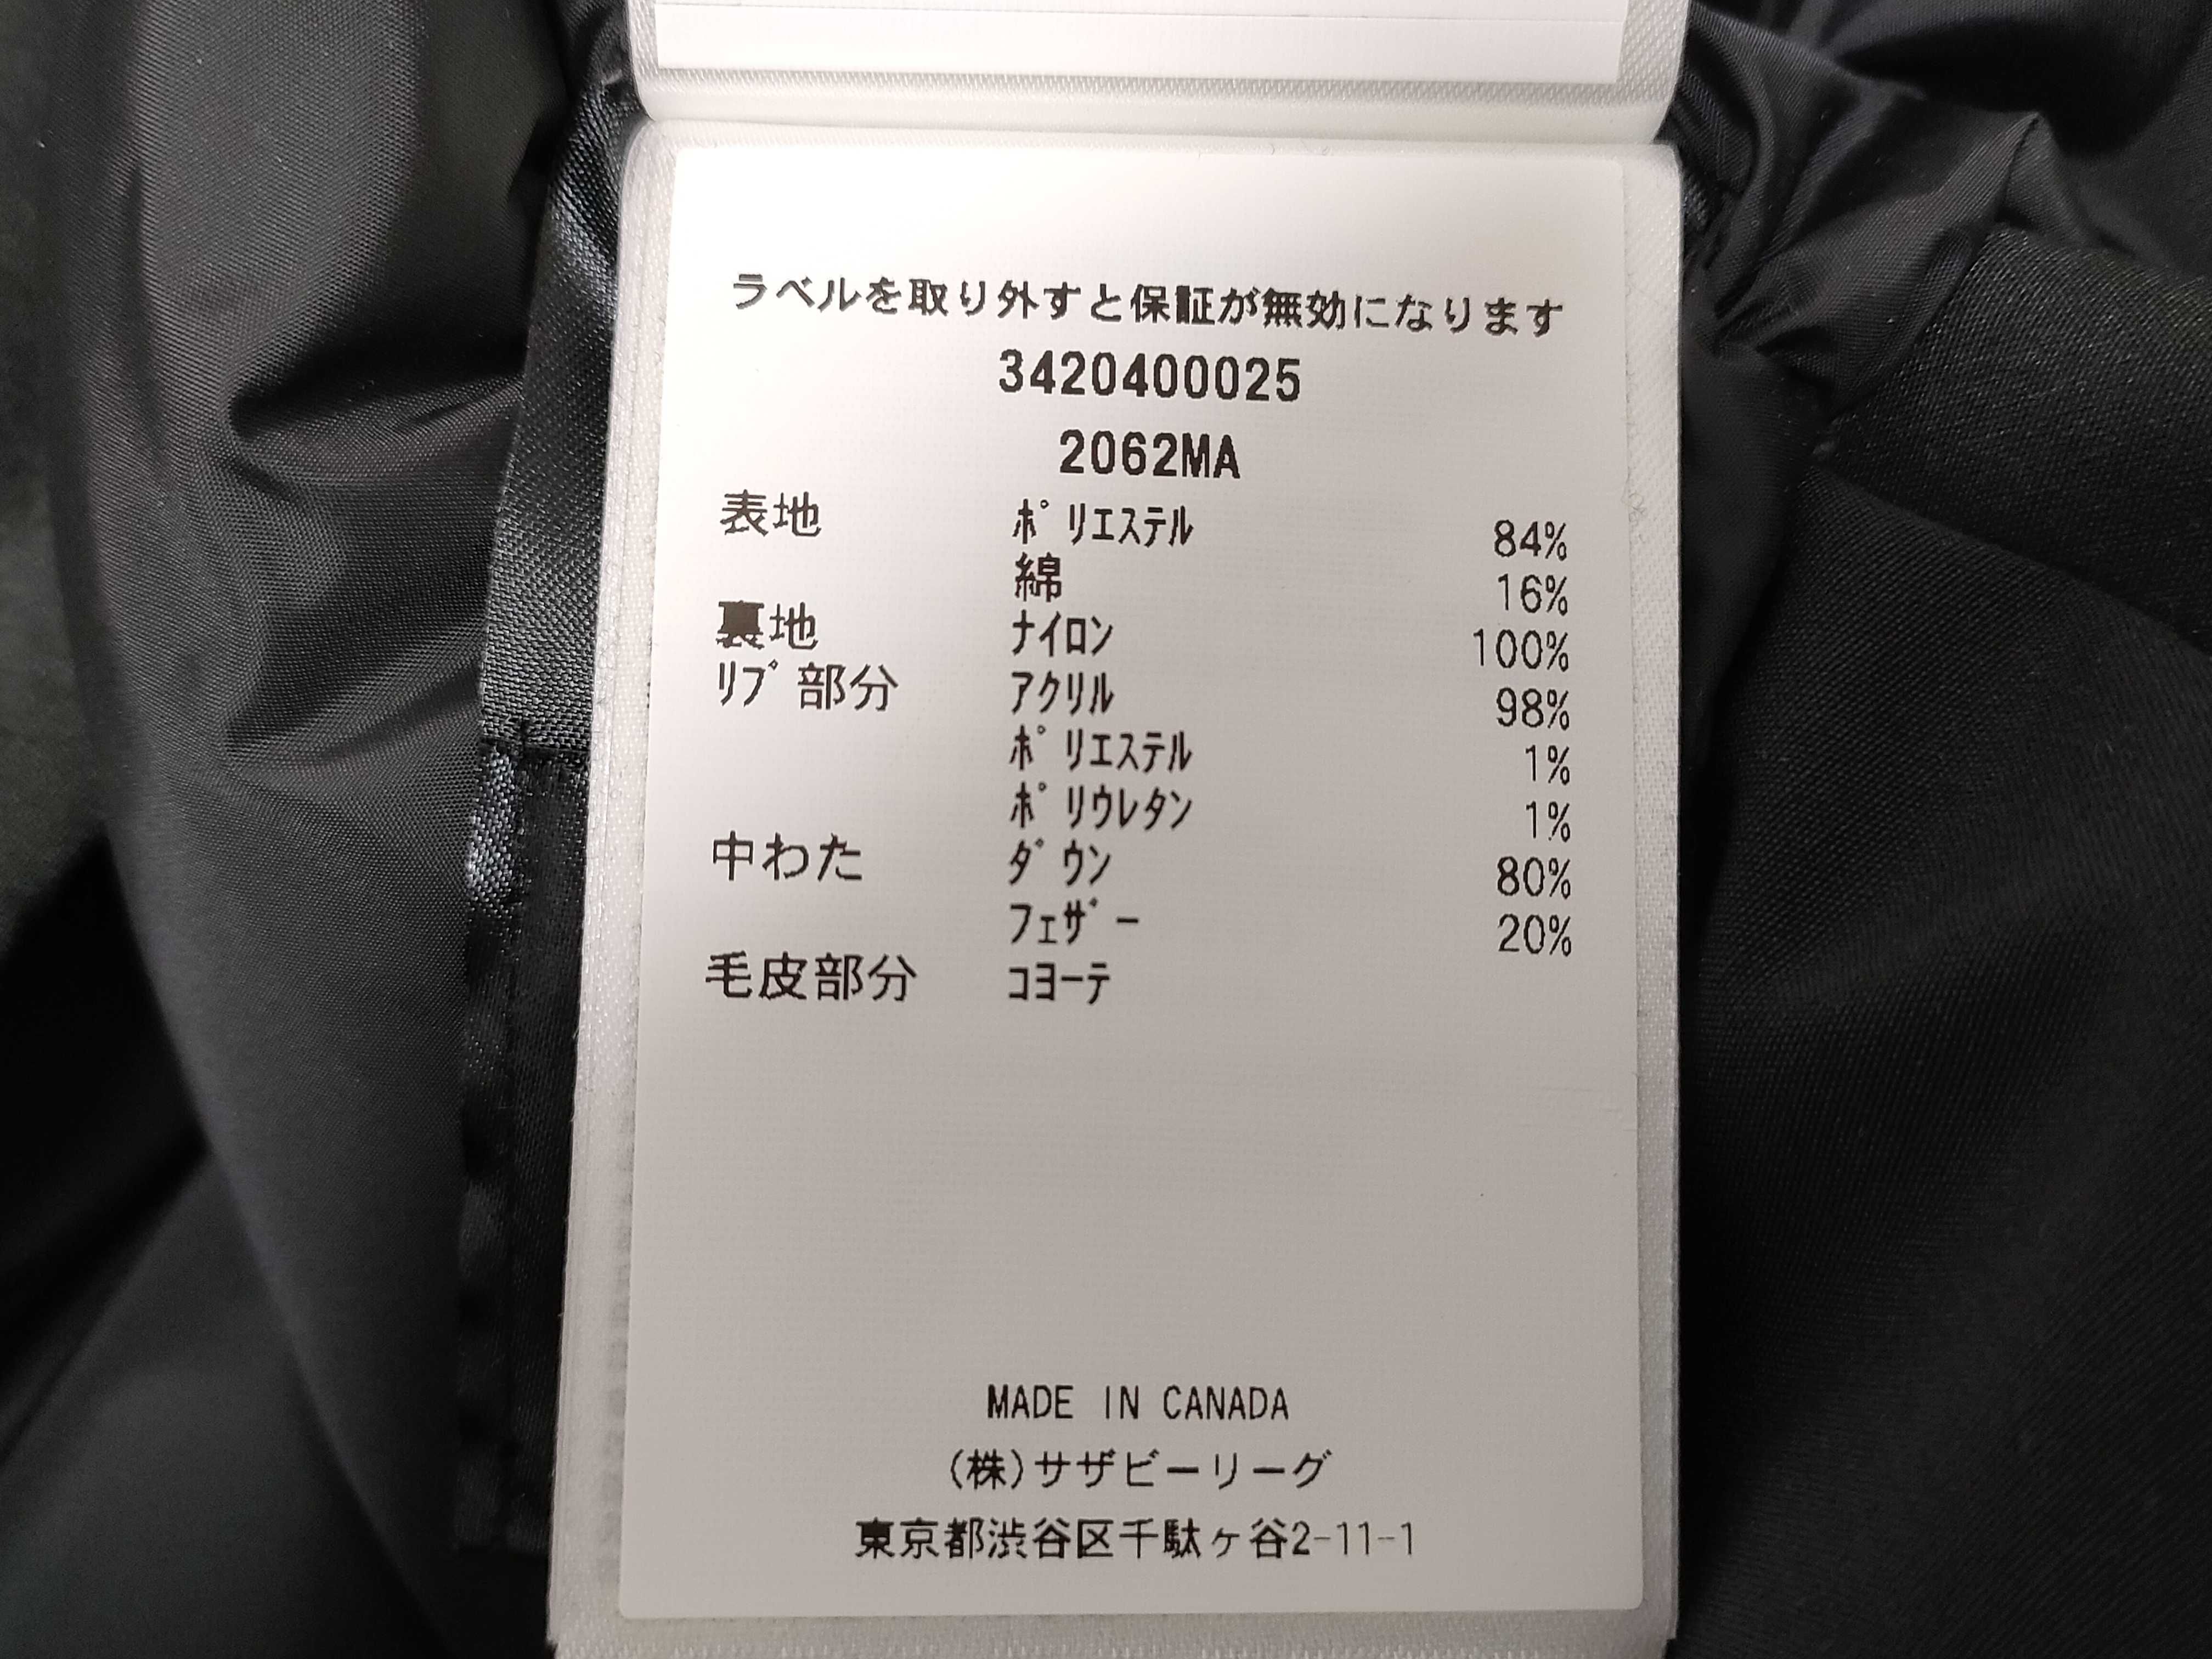 ラベルを取り外すと保証が無効になります
3420400025
2062MA
表地 ポリエステル 84%
綿 16%
裏地 ナイロン 100%
リブ部分 アクリル 98%
ポリエステル 1%
ポリウレタン 1%
中わた ダウン 80%
フェザー 20%
毛皮部分 コヨーテ
MADE IN CANADA
(株)サザビーリーグ
東京都渋谷区千駄ヶ谷2-11-1